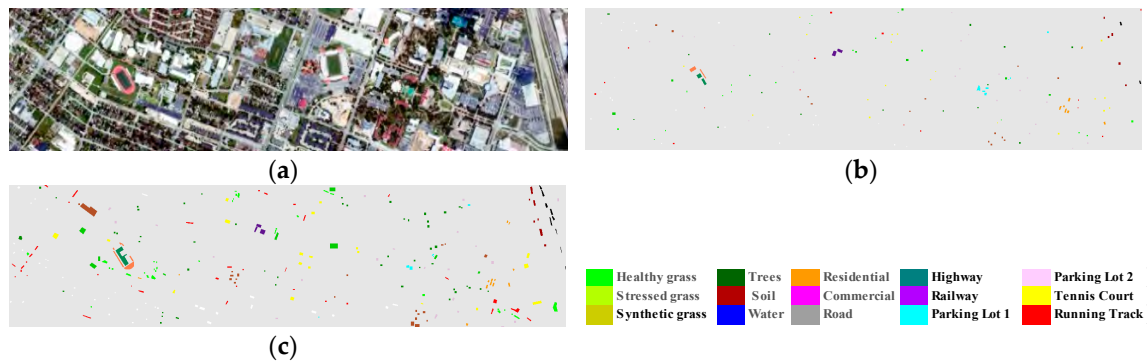 (a)
(b)
(c)
Healthy grass Trees Residential Highway Parking Lot 2
Stressed grass Soil Commercial Railway Tennis Court
Synthetic grass Water Road Parking Lot 1 Running Track